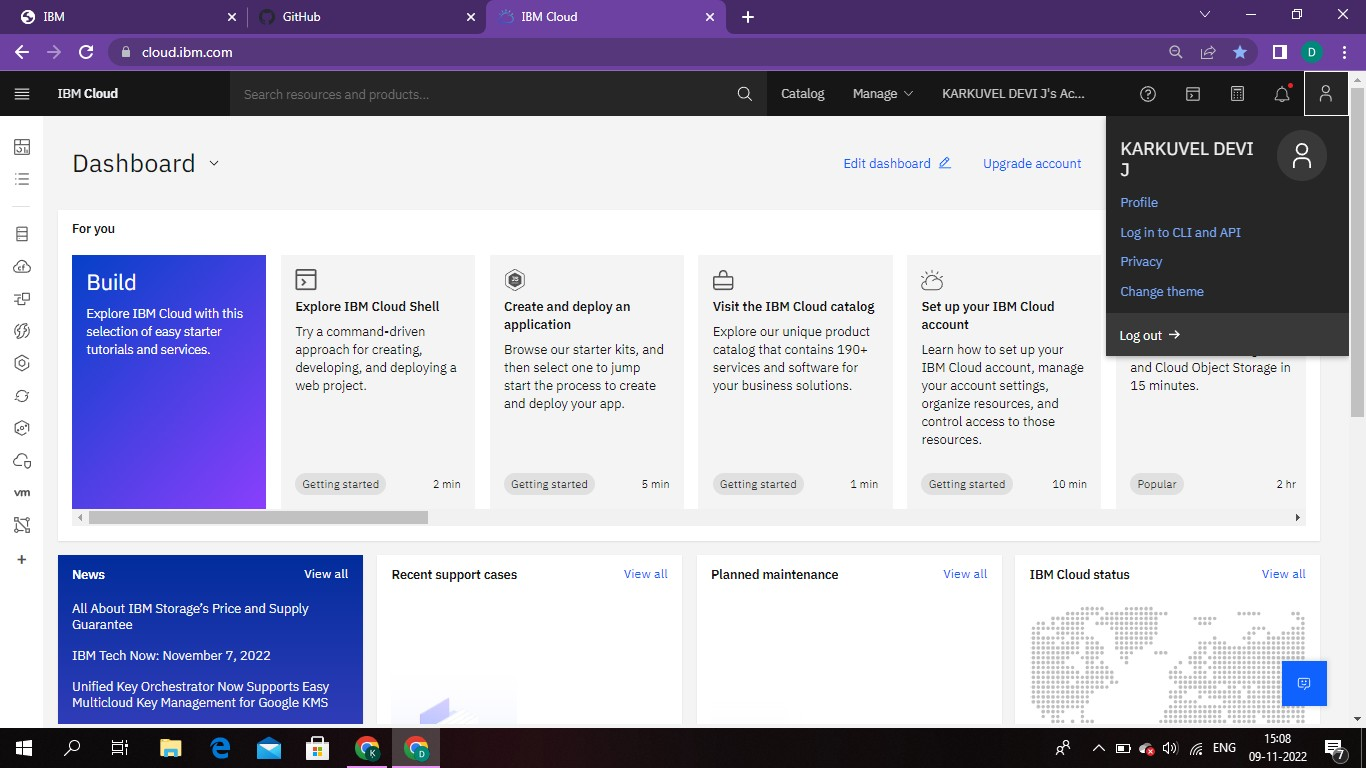 IBM
GitHub
IBM Cloud
cloud.ibm.com
D
IBM Cloud
Search resources and products...
Catalog
Manage
KARKUVEL DEVI J's Ac...
Dashboard
Edit dashboard
Upgrade account
KARKUVEL DEVI
J
Profile
Log in to CLI and API
Privacy
Change theme
Log out
For you
Build
Explore IBM Cloud with this
selection of easy starter
tutorials and services.
Explore IBM Cloud Shell
Try a command-driven
approach for creating,
developing, and deploying a
web project.
Getting started
2 min
Create and deploy an
application
Browse our starter kits, and
then select one to jump
start the process to create
and deploy your app.
Getting started
5 min
Visit the IBM Cloud catalog
Explore our unique product
catalog that contains 190+
services and software for
your business solutions.
Getting started
1 min
Set up your IBM Cloud
account
Learn how to set up your
IBM Cloud account, manage
your account settings,
organize resources, and
control access to those
resources.
Getting started
10 min
and Cloud Object Storage in
15 minutes.
Popular
2 hr
vm
News
View all
All About IBM Storage's Price and Supply
Guarantee
IBM Tech Now: November 7, 2022
Unified Key Orchestrator Now Supports Easy
Multicloud Key Management for Google KMS
Recent support cases
View all
Planned maintenance
View all
IBM Cloud status
View all
K
D
ENG
15:08
09-11-2022
7